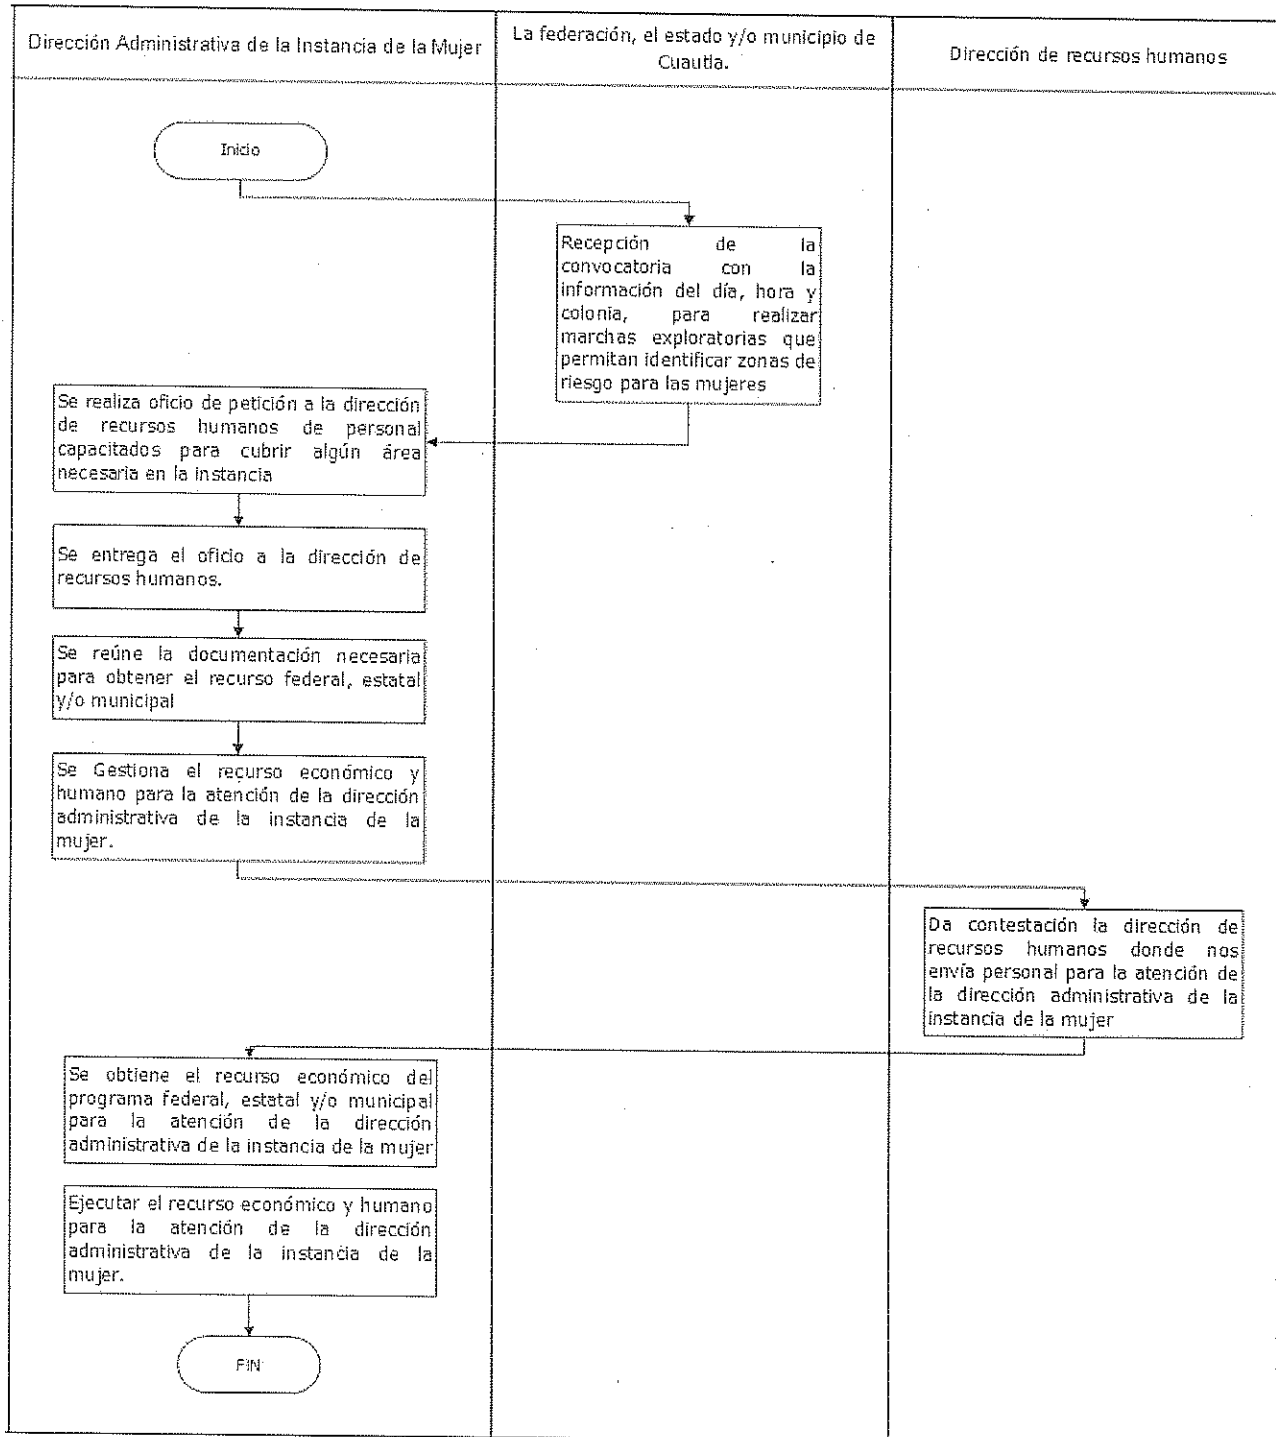 Dirección Administrativa de la Instancia de la Mujer
La federación, el estado y/o municipio de
Cuautla.
Dirección de recursos humanos
Inicio
Recepción de la
convocatoria con la
información del día, hora y
colonia, para realizar
marchas exploratorias que
permitan identificar zonas de
riesgo para las mujeres
Se realiza oficio de petición a la dirección
de recursos humanos de personal
capacitados para cubrir algún área
necesaria en la instancia
Se entrega el oficio a la dirección de
recursos humanos.
Se reúne la documentación necesaria
para obtener el recurso federal, estatal
y/o municipal
Se Gestiona el recurso económico y
humano para la atención de la dirección
administrativa de la instancia de la
mujer.
Da contestación la dirección de
recursos humanos donde nos
envía personal para la atención de
la dirección administrativa de la
instancia de la mujer
Se obtiene el recurso económico del
programa federal, estatal y/o municipal
para la atención de la dirección
administrativa de la instancia de la mujer
Ejecutar el recurso económico y humano
para la atención de la dirección
administrativa de la instancia de la
mujer.
FIN